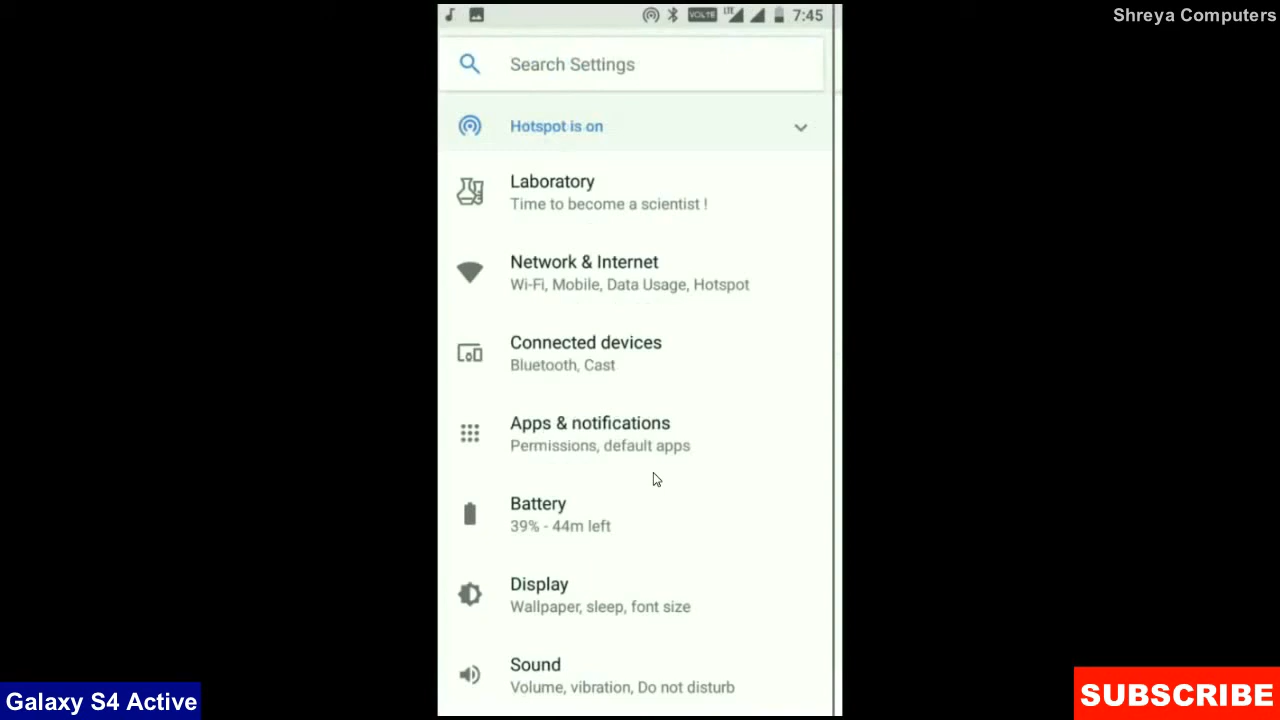 VOLTE LTE 7:45
Shreya Computers
Search Settings
Hotspot is on
Laboratory
Time to become a scientist !
Network & Internet
Wi-Fi, Mobile, Data Usage, Hotspot
Connected devices
Bluetooth, Cast
Apps & notifications
Permissions, default apps
Battery
39% - 44m left
Display
Wallpaper, sleep, font size
Sound
Volume, vibration, Do not disturb
Galaxy S4 Active
SUBSCRIBE